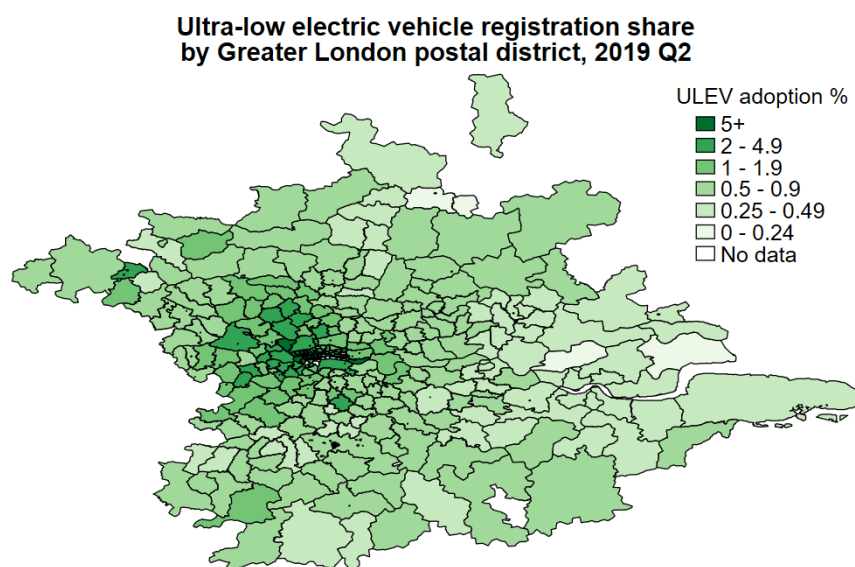 Ultra-low electric vehicle registration share
by Greater London postal district, 2019 Q2
ULEV adoption %
5+
2 - 4.9
1 - 1.9
0.5 - 0.9
0.25 - 0.49
0 - 0.24
No data